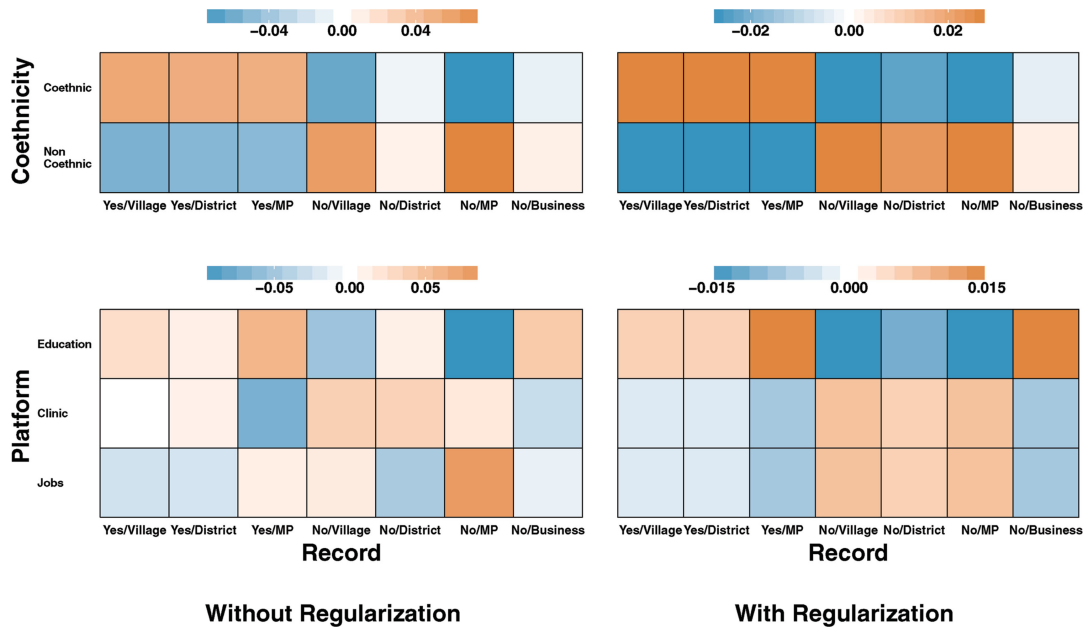 −0.04 0.00 0.04
−0.02 0.00 0.02
Coethnicity
Coethnic
Non
Coethnic
Yes/Village Yes/District Yes/MP No/Village No/District No/MP No/Business
Yes/Village Yes/District Yes/MP No/Village No/District No/MP No/Business
−0.05 0.00 0.05
−0.015 0.000 0.015
Platform
Education
Clinic
Jobs
Yes/Village Yes/District Yes/MP No/Village No/District No/MP No/Business
Yes/Village Yes/District Yes/MP No/Village No/District No/MP No/Business
Record
Record
Without Regularization
With Regularization